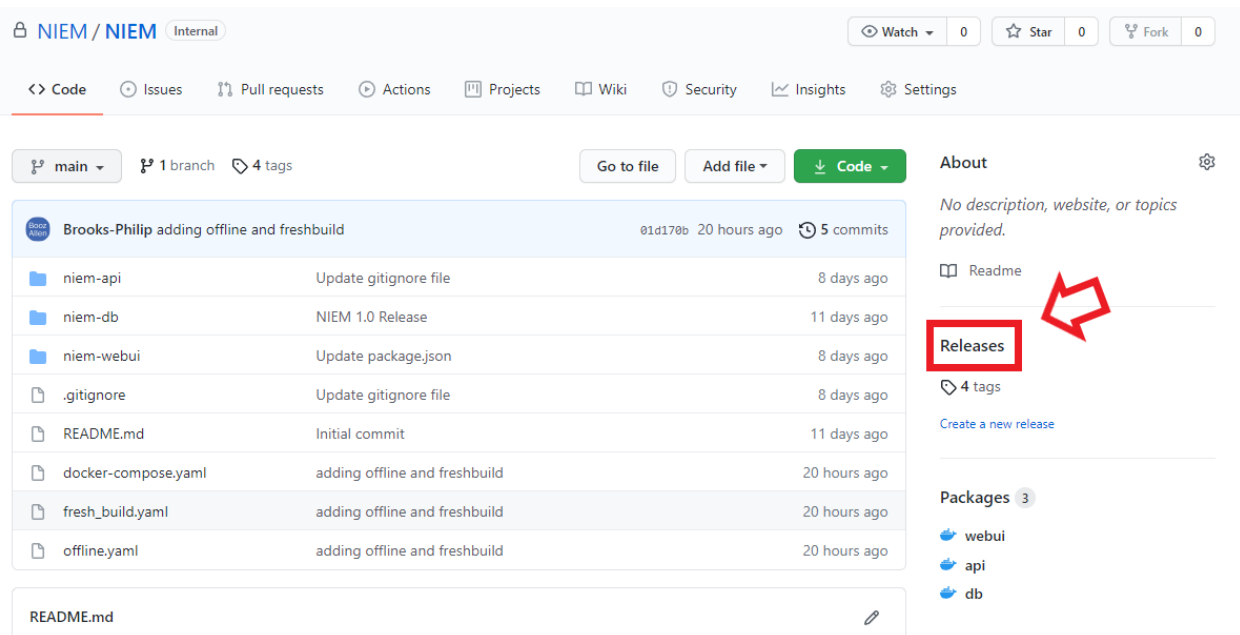 NIEM / NIEM Internal
Watch 0 Star 0 Fork 0
Code Issues Pull requests Actions Projects Wiki Security Insights Settings
main 1 branch 4 tags Go to file Add file Code
Booz Allen Brooks-Philip adding offline and freshbuild 01d170b 20 hours ago 5 commits
niem-api Update gitignore file 8 days ago
niem-db NIEM 1.0 Release 11 days ago
niem-webui Update package.json 8 days ago
.gitignore Update gitignore file 8 days ago
README.md Initial commit 11 days ago
docker-compose.yaml adding offline and freshbuild 20 hours ago
fresh_build.yaml adding offline and freshbuild 20 hours ago
offline.yaml adding offline and freshbuild 20 hours ago
README.md
About
No description, website, or topics
provided.
Readme
Releases
4 tags
Create a new release
Packages 3
webui
api
db